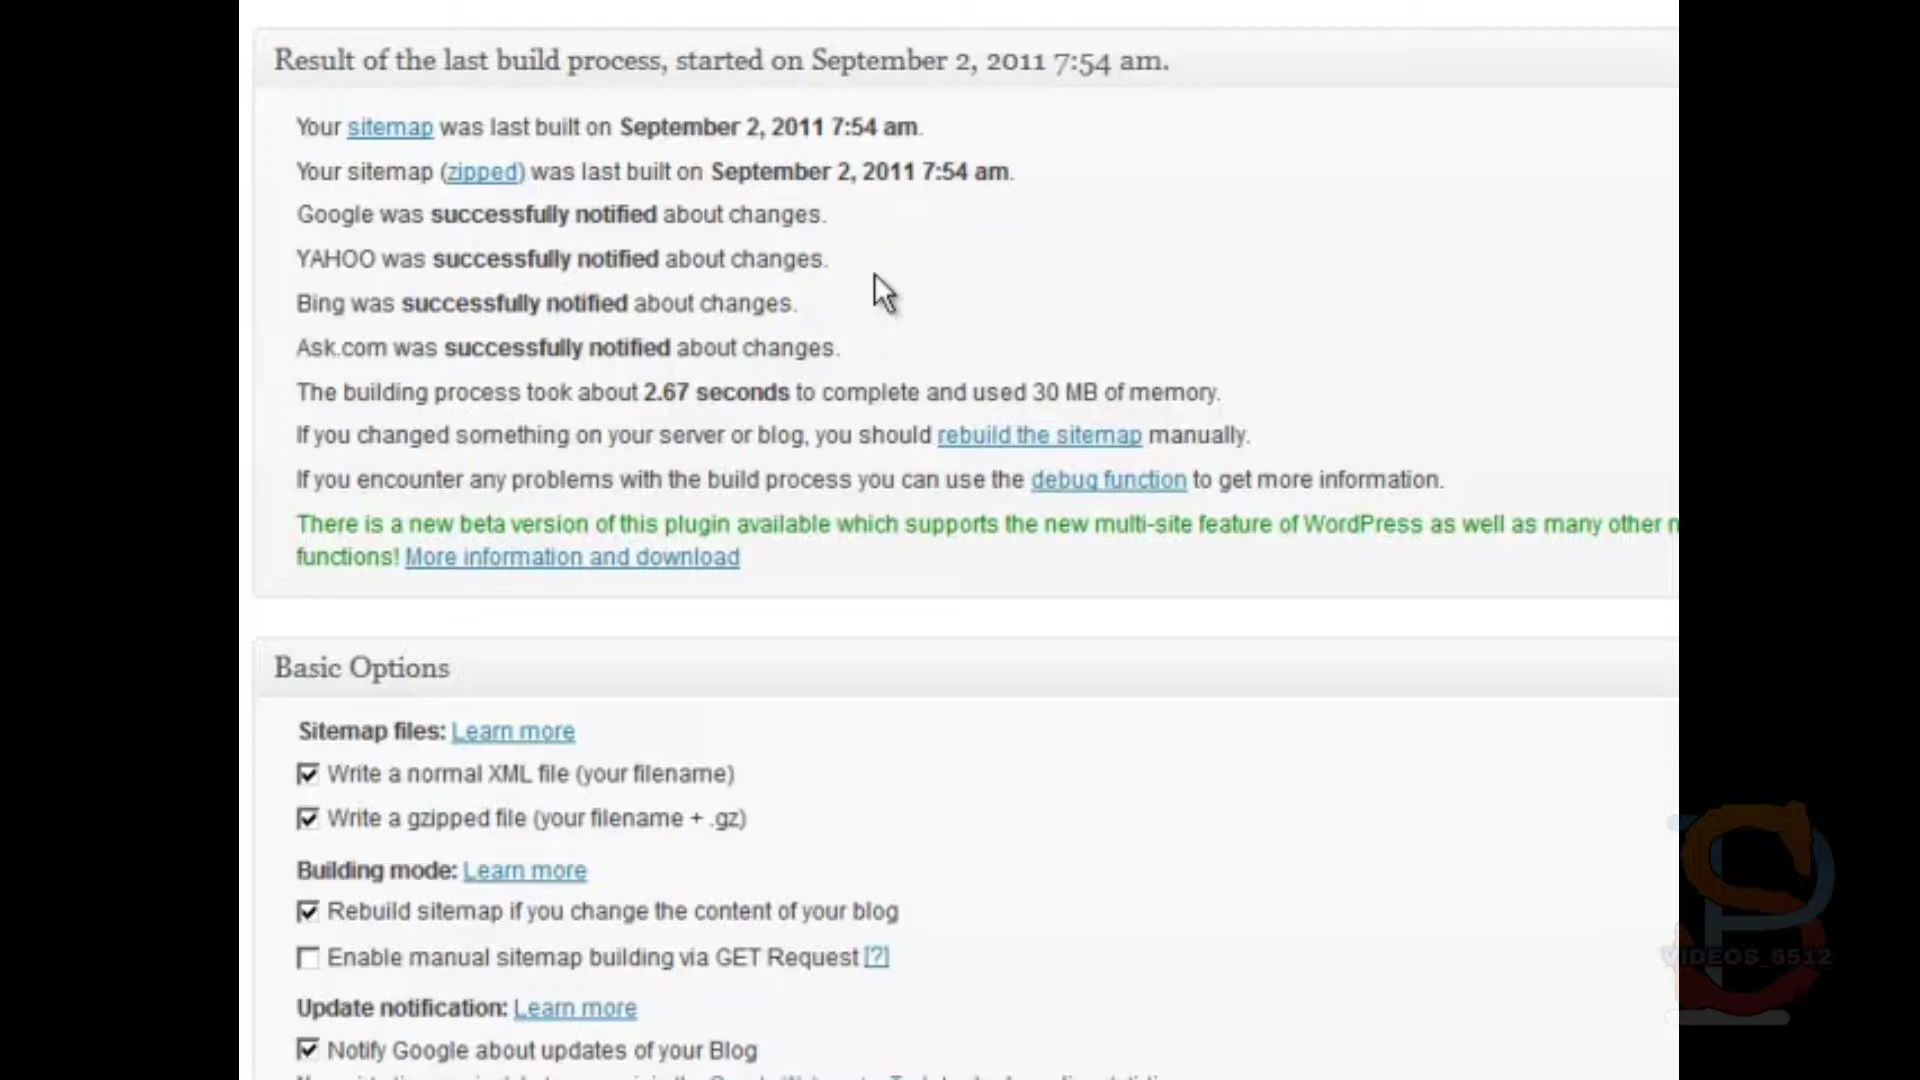 Result of the last build process, started on September 2, 2011 7:54 am.
Your sitemap was last built on September 2, 2011 7:54 am.
Your sitemap (zipped) was last built on September 2, 2011 7:54 am.
Google was successfully notified about changes.
YAHOO was successfully notified about changes.
Bing was successfully notified about changes.
Ask.com was successfully notified about changes.
The building process took about 2.67 seconds to complete and used 30 MB of memory.
If you changed something on your server or blog, you should rebuild the sitemap manually.
If you encounter any problems with the build process you can use the debug function to get more information.
There is a new beta version of this plugin available which supports the new multi-site feature of WordPress as well as many other
functions! More information and download
Basic Options
Sitemap files: Learn more
Write a normal XML file (your filename)
Write a gzipped file (your filename + .gz)
Building mode: Learn more
Rebuild sitemap if you change the content of your blog
Enable manual sitemap building via GET Request [?]
Update notification: Learn more
Notify Google about updates of your Blog
VIDEOS_6512